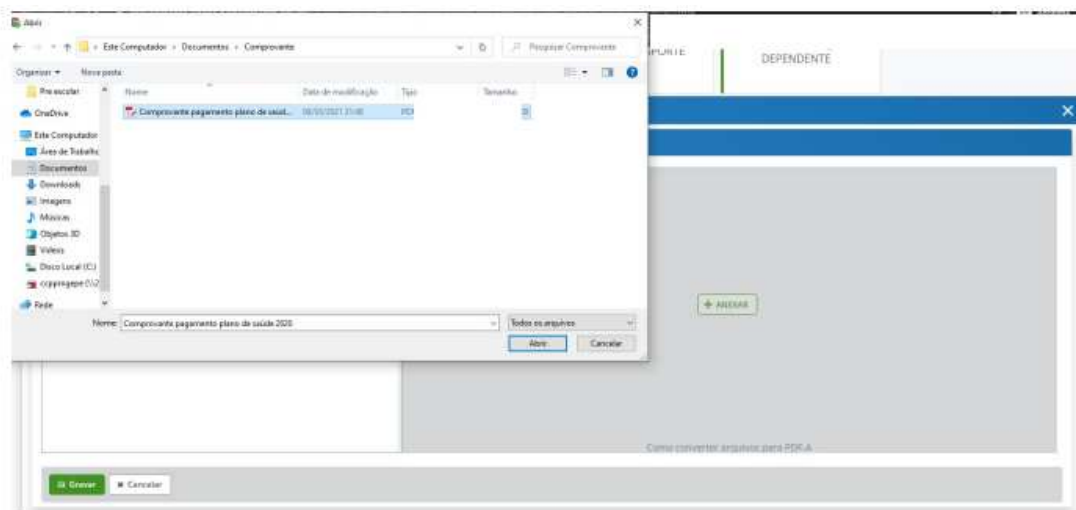 Abrir
Este Computador > Documentos > Comprovante
Pesquisar Comprovante
Organizar
Nova pasta
Nome
Data de modificação
Tipo
Tamanho
Pre escolar
OneDrive
Este Computador
Área de Trabalho
Documentos
Downloads
Imagens
Músicas
Objetos 3D
Vídeos
Disco Local (C:)
Rede
Comprovante pagamento plano de saúd...
Nome: Comprovante pagamento plano de saúde 2020
Todos os arquivos
Abrir
Cancelar
DEPENDENTE
+ ANEXAR
Como converter arquivos para PDF-A
Gravar
Cancelar